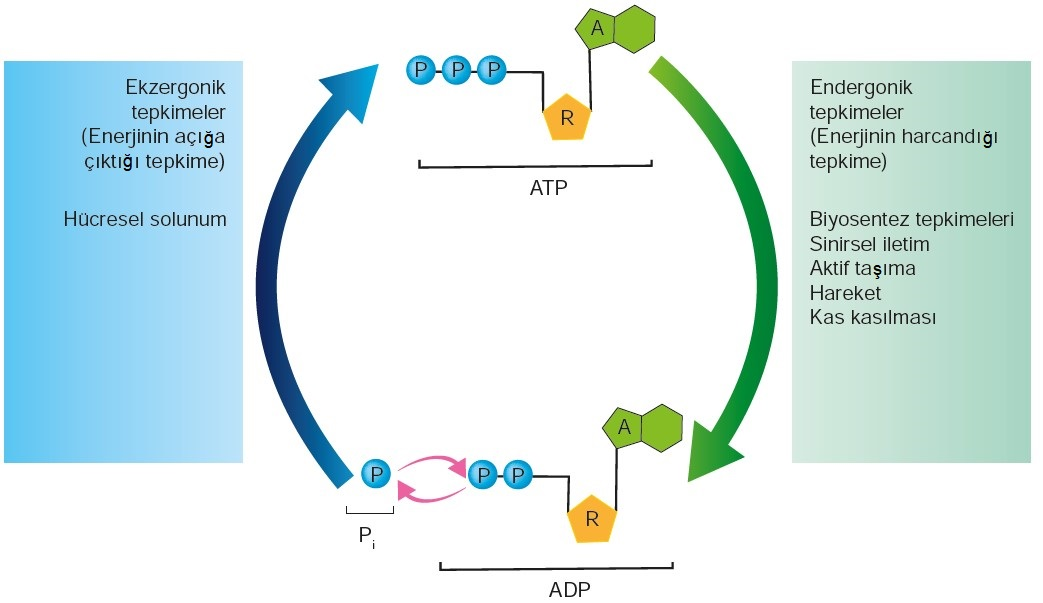 Ekzergonik
tepkimeler
(Enerjinin açığa
çıktığı tepkime)
Hücresel solunum
P P P
A
R
ATP
Endergonik
tepkimeler
(Enerjinin harcandığı
tepkime)
Biyosentez tepkimeleri
Sinirsel iletim
Aktif taşıma
Hareket
Kas kasılması
P
Pi
P P
A
R
ADP